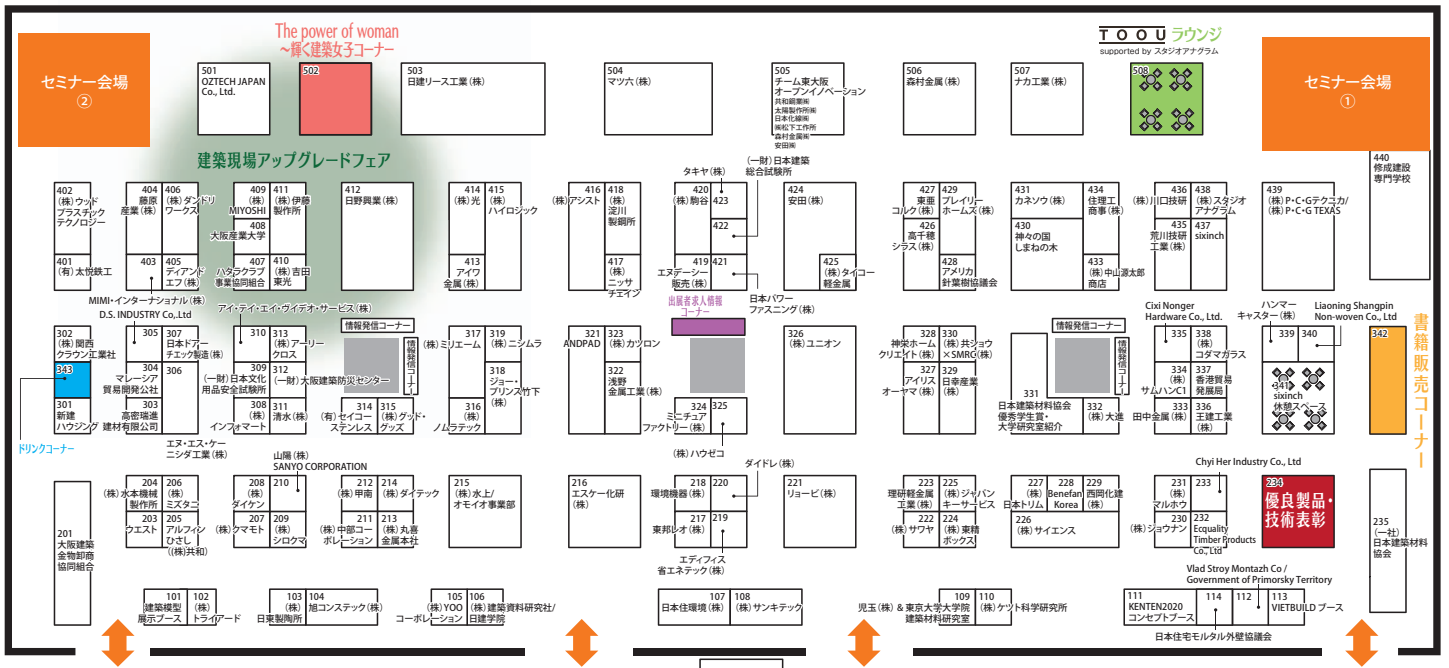 The power of woman
～輝く建築女子コーナー
TOOU ラウンジ
supported by スタジオアナグラム
セミナー会場
②
501
OZTECH JAPAN
Co., Ltd.
502
503
日建リース工業（株）
504
マツ六（株）
505
チーム東大阪
オープンイノベーション
共和鋼業㈱
太陽製作所㈱
日本化線㈱
㈱松下工作所
森村金属㈱
安田㈱
506
森村金属（株）
507
ナカ工業（株）
508
セミナー会場
①
建築現場アップグレードフェア
440
修成建設
専門学校
402
（株）ウッド
プラスチック
テクノロジー
401
（有）太悦鉄工
404
藤原
産業（株）
406
（株）ダンドリ
ワークス
403
405
ディアンド
エフ（株）
MIMI・インターナショナル（株）
409
（株）
MIYOSHI
408
大阪産業大学
407
ハタラクラブ
事業協同組合
411
（株）伊藤
製作所
410
（株）吉田
東光
412
日野興業（株）
414
（株）光
415
（株）
ハイロジック
413
アイワ
金属（株）
416
（株）アシスト
418
（株）
淀川
製鋼所
417
（株）
ニッサ
チェイン
タキヤ（株）
（一財）日本建築
総合試験所
420
（株）駒谷
423
422
419
エヌデーシー
販売（株）
421
日本パワー
ファスニング（株）
424
安田（株）
425
（株）タイコー
軽金属
427
東亜
コルク（株）
429
プレイリー
ホームズ（株）
426
高千穂
シラス（株）
428
アメリカ
針葉樹協議会
431
カネソウ（株）
430
神々の国
しまねの木
434
住理工
商事（株）
433
（株）中山源太郎
商店
436
（株）川口技研
438
（株）スタジオ
アナグラム
435
荒川技研
工業（株）
437
sixinch
439
（株）P・C・Gテクニカ/
（株）P・C・G TEXAS
D.S. INDUSTRY Co,.Ltd
アイ・テイ・エイ・ヴイデオ・サービス（株）
出展者求人情報
コーナー
Cixi Nonger
Hardware Co., Ltd.
ハンマー
キャスター（株）
Liaoning Shangpin
Non-woven Co., Ltd
302
（株）関西
クラウン工業社
343
301
新建
ハウジング
ドリンクコーナー
305
307
日本ドアー
チェック製造（株）
304
マレーシア
貿易開発公社
306
303
高密瑞進
建材有限公司
エヌ・エス・ケー
ニシダ工業（株）
310
313
（株）アーリー
クロス
309
（一財）日本文化
用品安全試験所
312
（一財）大阪建築防災センター
308
（株）
インフォマート
311
清水（株）
情報発信コーナー
情報発信コーナー
314
（有）セイコー
ステンレス
315
（株）グッド・
グッズ
317
（株）ミリエーム
319
（株）ニシムラ
318
ジョー・
プリンス竹下
（株）
316
（株）
ノムラテック
321
ANDPAD
323
（株）カツロン
322
浅野
金属工業（株）
324
ミニチュア
ファクトリー（株）
325
（株）ハウゼコ
326
（株）ユニオン
328
神栄ホーム
クリエイト（株）
330
（株）共ショウ
×SMRC（株）
327
アイリス
オーヤマ（株）
329
日幸産業
（株）
情報発信コーナー
情報発信コーナー
331
日本建築材料協会
優秀学生賞・
大学研究室紹介
332
（株）大進
335
338
（株）
コダマガラス
334
（株）
サムハンC1
337
香港貿易
発展局
333
田中金属（株）
336
王建工業
（株）
339
340
341
sixinch
休憩スペース
342
書籍販売コーナー
201
大阪建築
金物卸商
協同組合
204
（株）水本機械
製作所
206
（株）
ミズタニ
203
ウエスト
205
アルフィン
ひさし
（（株）共和）
山陽（株）
SANYO CORPORATION
208
（株）
ダイケン
210
207
（株）クマモト
209
（株）
シロクマ
212
（株）甲南
214
（株）ダイテック
211
（株）中部コー
ポレーション
213
（株）丸喜
金属本社
215
（株）水上/
オモイオ事業部
216
エスケー化研
（株）
ダイドレ（株）
218
環境機器（株）
220
217
東邦レオ（株）
219
エディフィス
省エネテック（株）
221
リョービ（株）
223
理研軽金属
工業（株）
225
（株）ジャパン
キーサービス
222
（株）サワヤ
224
（株）東精
ボックス
227
（株）
日本トリム
228
Benefan
Korea
229
西岡化建
（株）
226
（株）サイエンス
Chyi Her Industry Co., Ltd
231
（株）
マルホウ
233
230
（株）ジョウナン
232
Ecquality
Timber Products
Co., Ltd
234
優良製品・
技術表彰
235
（一社）
日本建築材料
協会
Vlad Stroy Montazh Co /
Government of Primorsky Territory
101
建築模型
展示ブース
102
（株）
トライアード
103
（株）
日東製陶所
104
旭コンステック（株）
105
（株）YOO
コーポレーション
106
（株）建築資料研究社/
日建学院
107
日本住環境（株）
108
（株）サンキテック
109
児玉（株）＆東京大学大学院
建築材料研究室
110
（株）ケツト科学研究所
111
KENTEN2020
コンセプトブース
114
112
113
VIETBUILD ブース
日本住宅モルタル外壁協議会